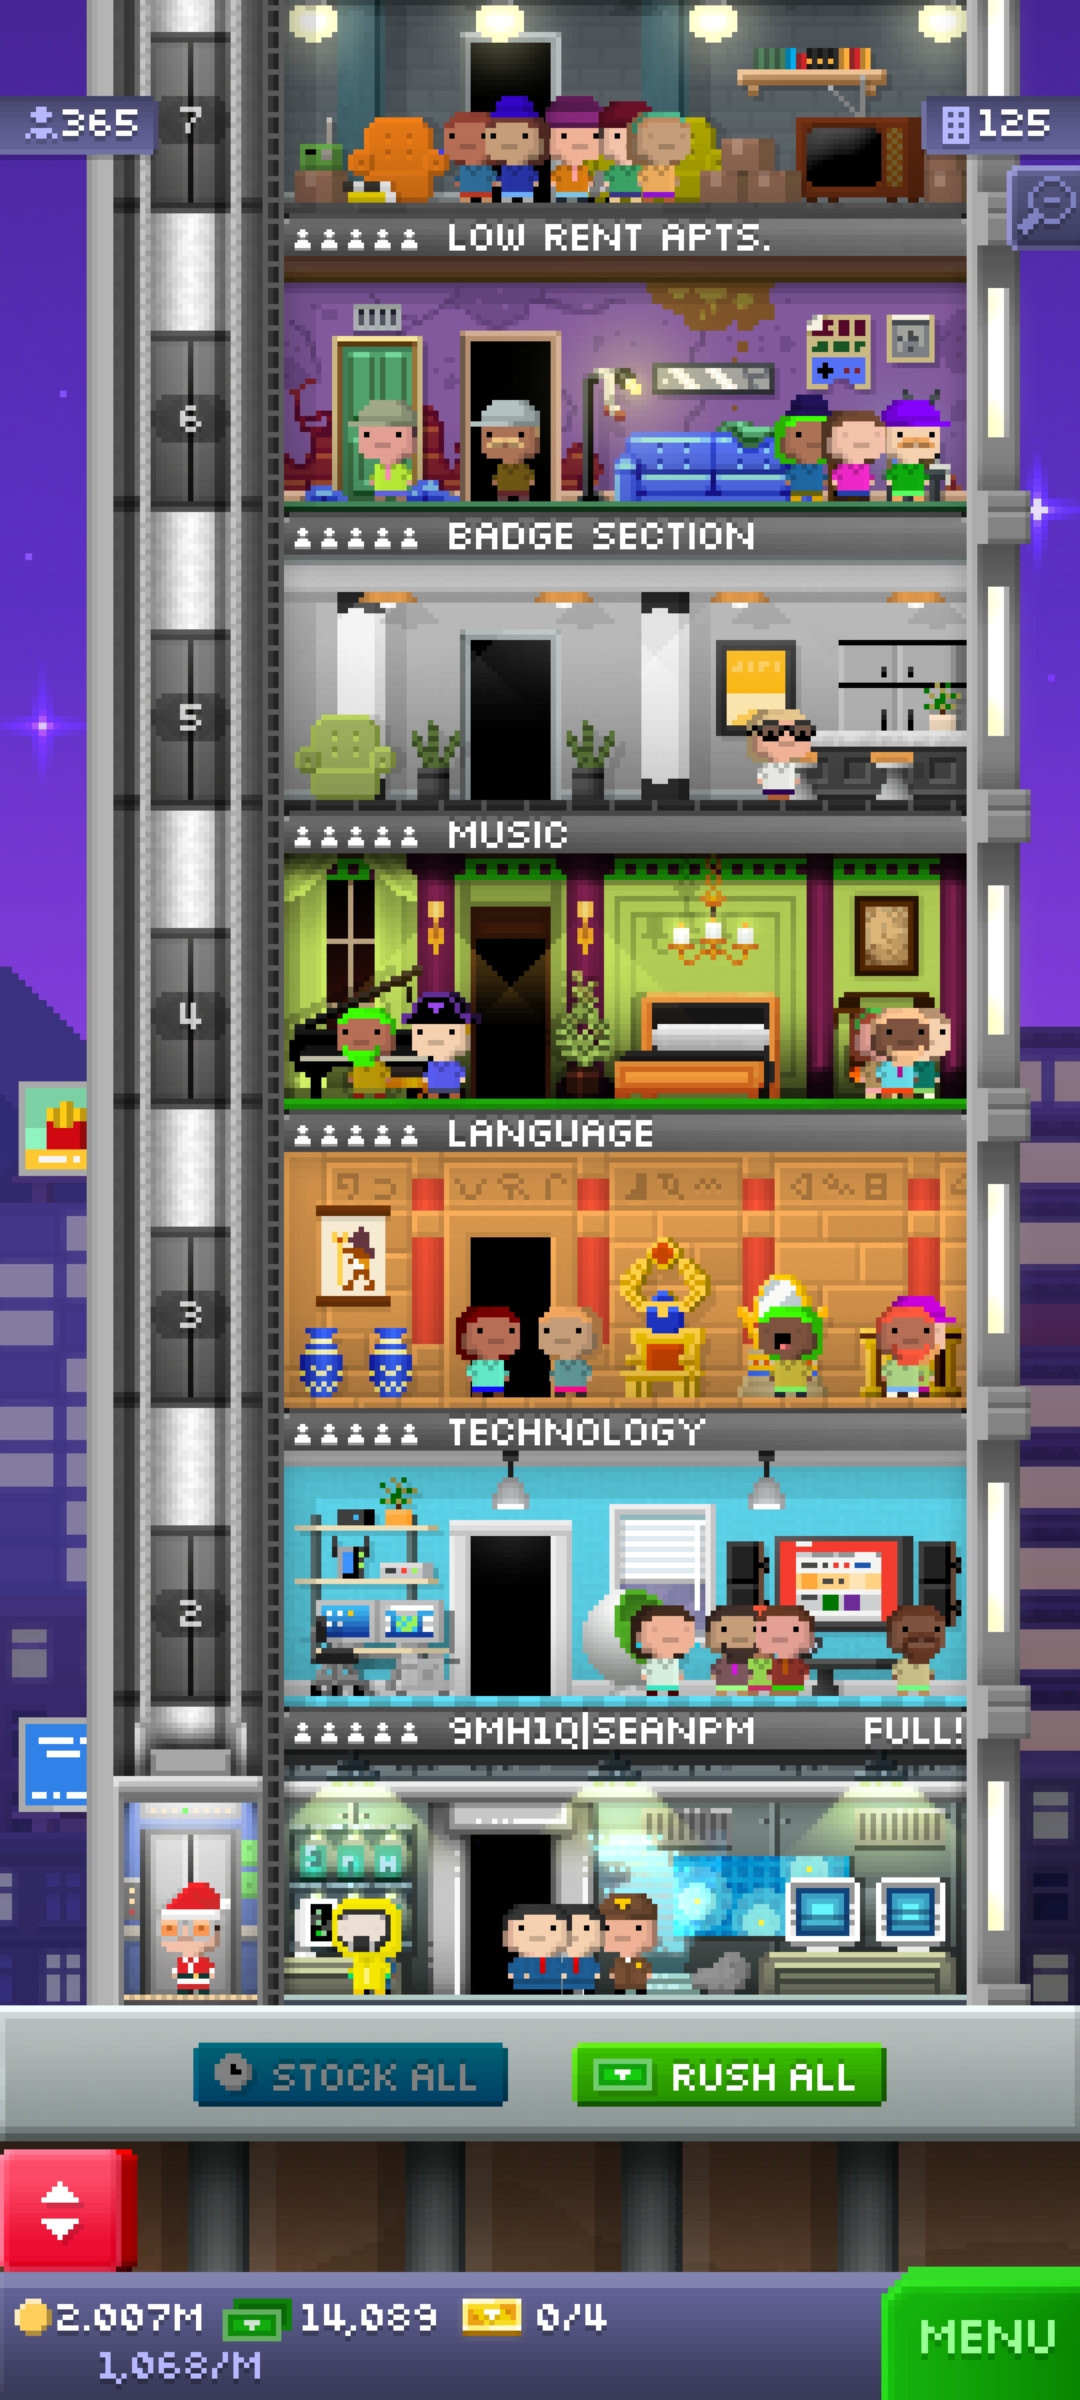 7
365
125
LOW RENT APTS.
6
BADGE SECTION
5
MUSIC
4
LANGUAGE
3
TECHNOLOGY
2
9MH1Q|SEANPM FULL!
STOCK ALL
RUSH ALL
2.007M 14,089 0/4
1,068/M
MENU